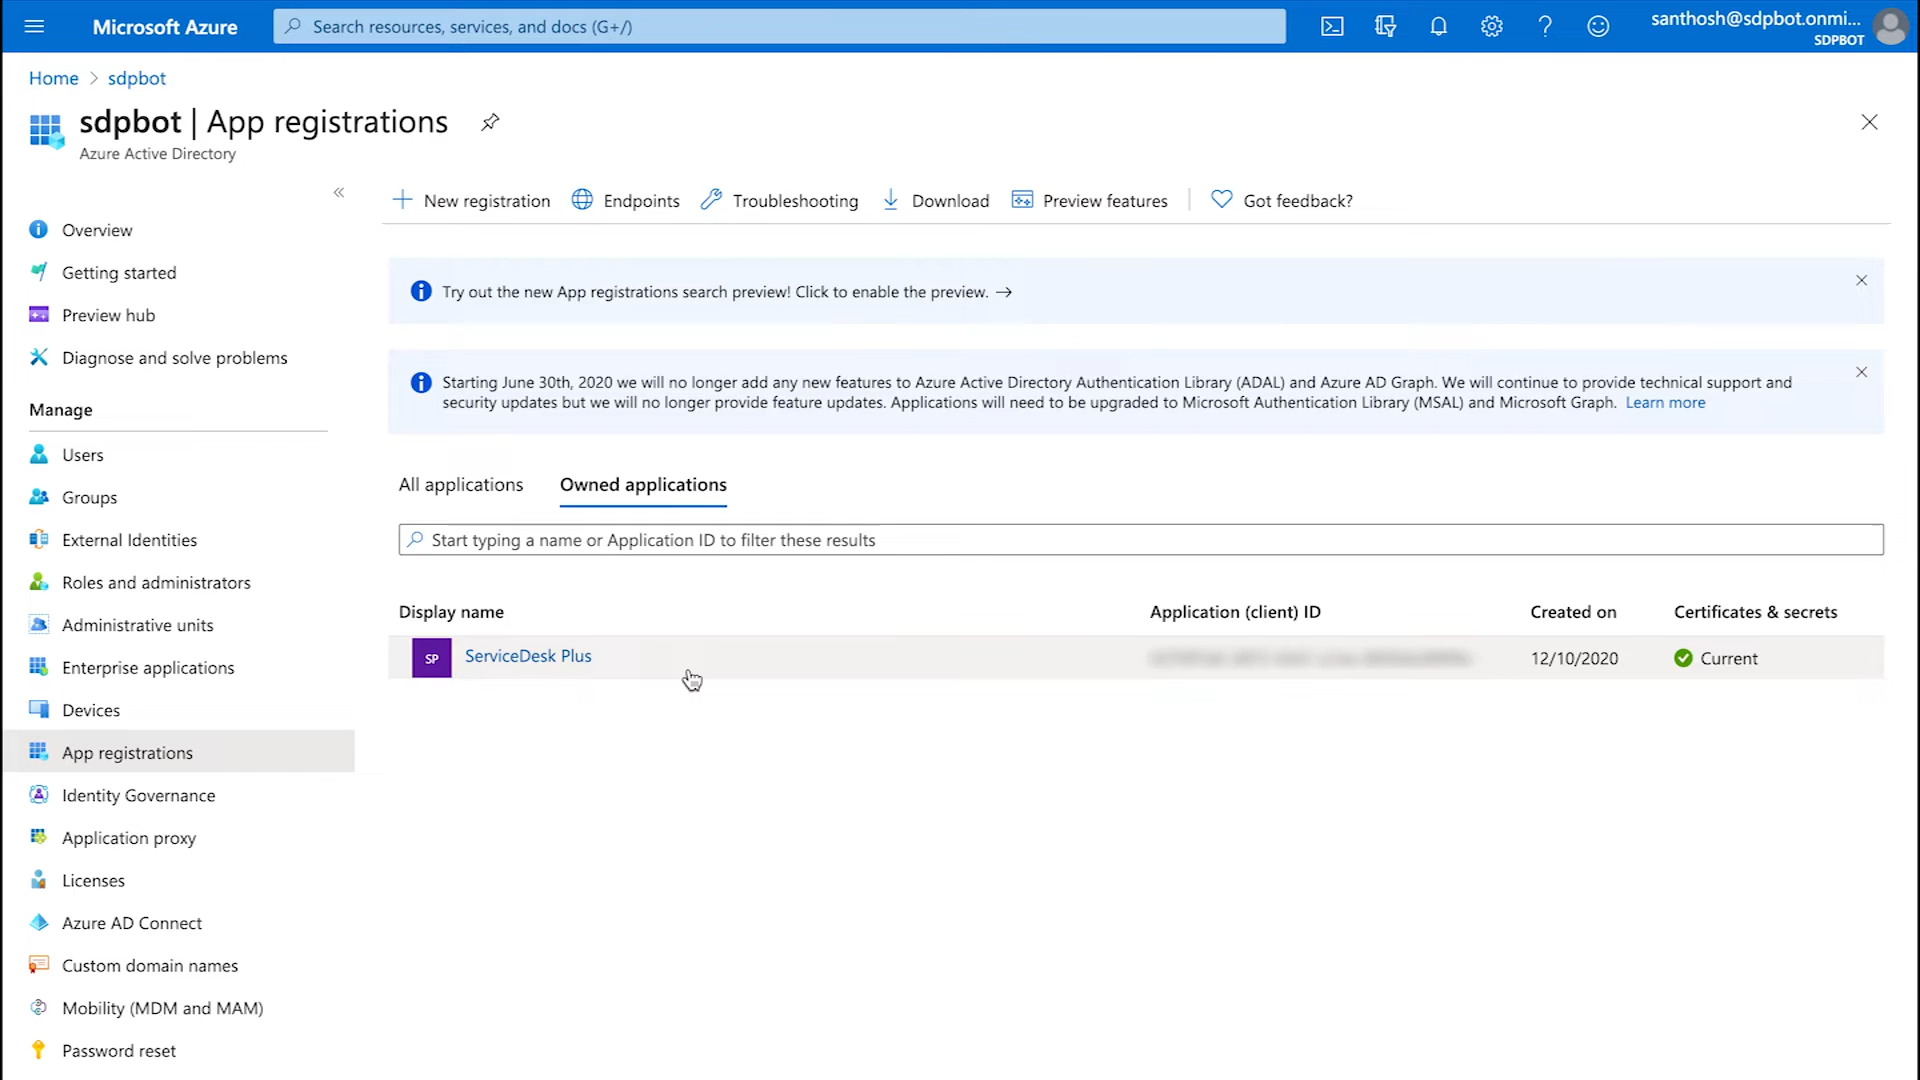 Microsoft Azure
Search resources, services, and docs (G+/)
santhosh@sdpbot.onmi...
SDPBOT
Home
sdpbot
sdpbot | App registrations
Azure Active Directory
New registration
Endpoints
Troubleshooting
Download
Preview features
Got feedback?
Overview
Getting started
Preview hub
Diagnose and solve problems
Manage
Users
Groups
External Identities
Roles and administrators
Administrative units
Enterprise applications
Devices
App registrations
Identity Governance
Application proxy
Licenses
Azure AD Connect
Custom domain names
Mobility (MDM and MAM)
Password reset
Try out the new App registrations search preview! Click to enable the preview. →
Starting June 30th, 2020 we will no longer add any new features to Azure Active Directory Authentication Library (ADAL) and Azure AD Graph. We will continue to provide technical support and
security updates but we will no longer provide feature updates. Applications will need to be upgraded to Microsoft Authentication Library (MSAL) and Microsoft Graph. Learn more
All applications
Owned applications
Start typing a name or Application ID to filter these results
Display name
Application (client) ID
Created on
Certificates & secrets
SP
ServiceDesk Plus
12/10/2020
Current